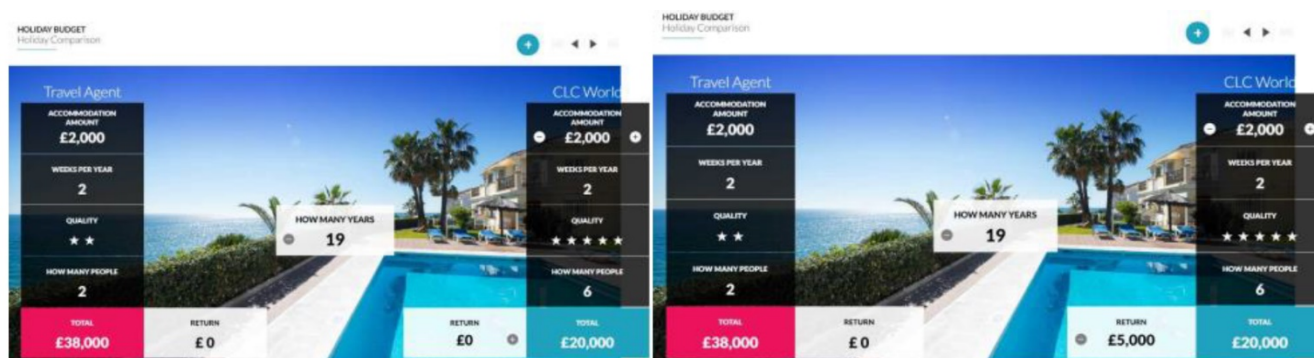 HOLIDAY BUDGET
Holiday Comparison
Travel Agent
ACCOMMODATION
AMOUNT
£2,000
WEEKS PER YEAR
2
QUALITY
HOW MANY PEOPLE
2
TOTAL
£38,000
RETURN
£0
HOW MANY YEARS
19
CLC World
ACCOMMODATION
AMOUNT
£2,000
WEEKS PER YEAR
2
QUALITY
HOW MANY PEOPLE
6
RETURN
£0
TOTAL
£20,000
HOLIDAY BUDGET
Holiday Comparison
Travel Agent
ACCOMMODATION
AMOUNT
£2,000
WEEKS PER YEAR
2
QUALITY
HOW MANY PEOPLE
2
TOTAL
£38,000
RETURN
£0
HOW MANY YEARS
19
CLC World
ACCOMMODATION
AMOUNT
£2,000
WEEKS PER YEAR
2
QUALITY
HOW MANY PEOPLE
6
RETURN
£5,000
TOTAL
£20,000